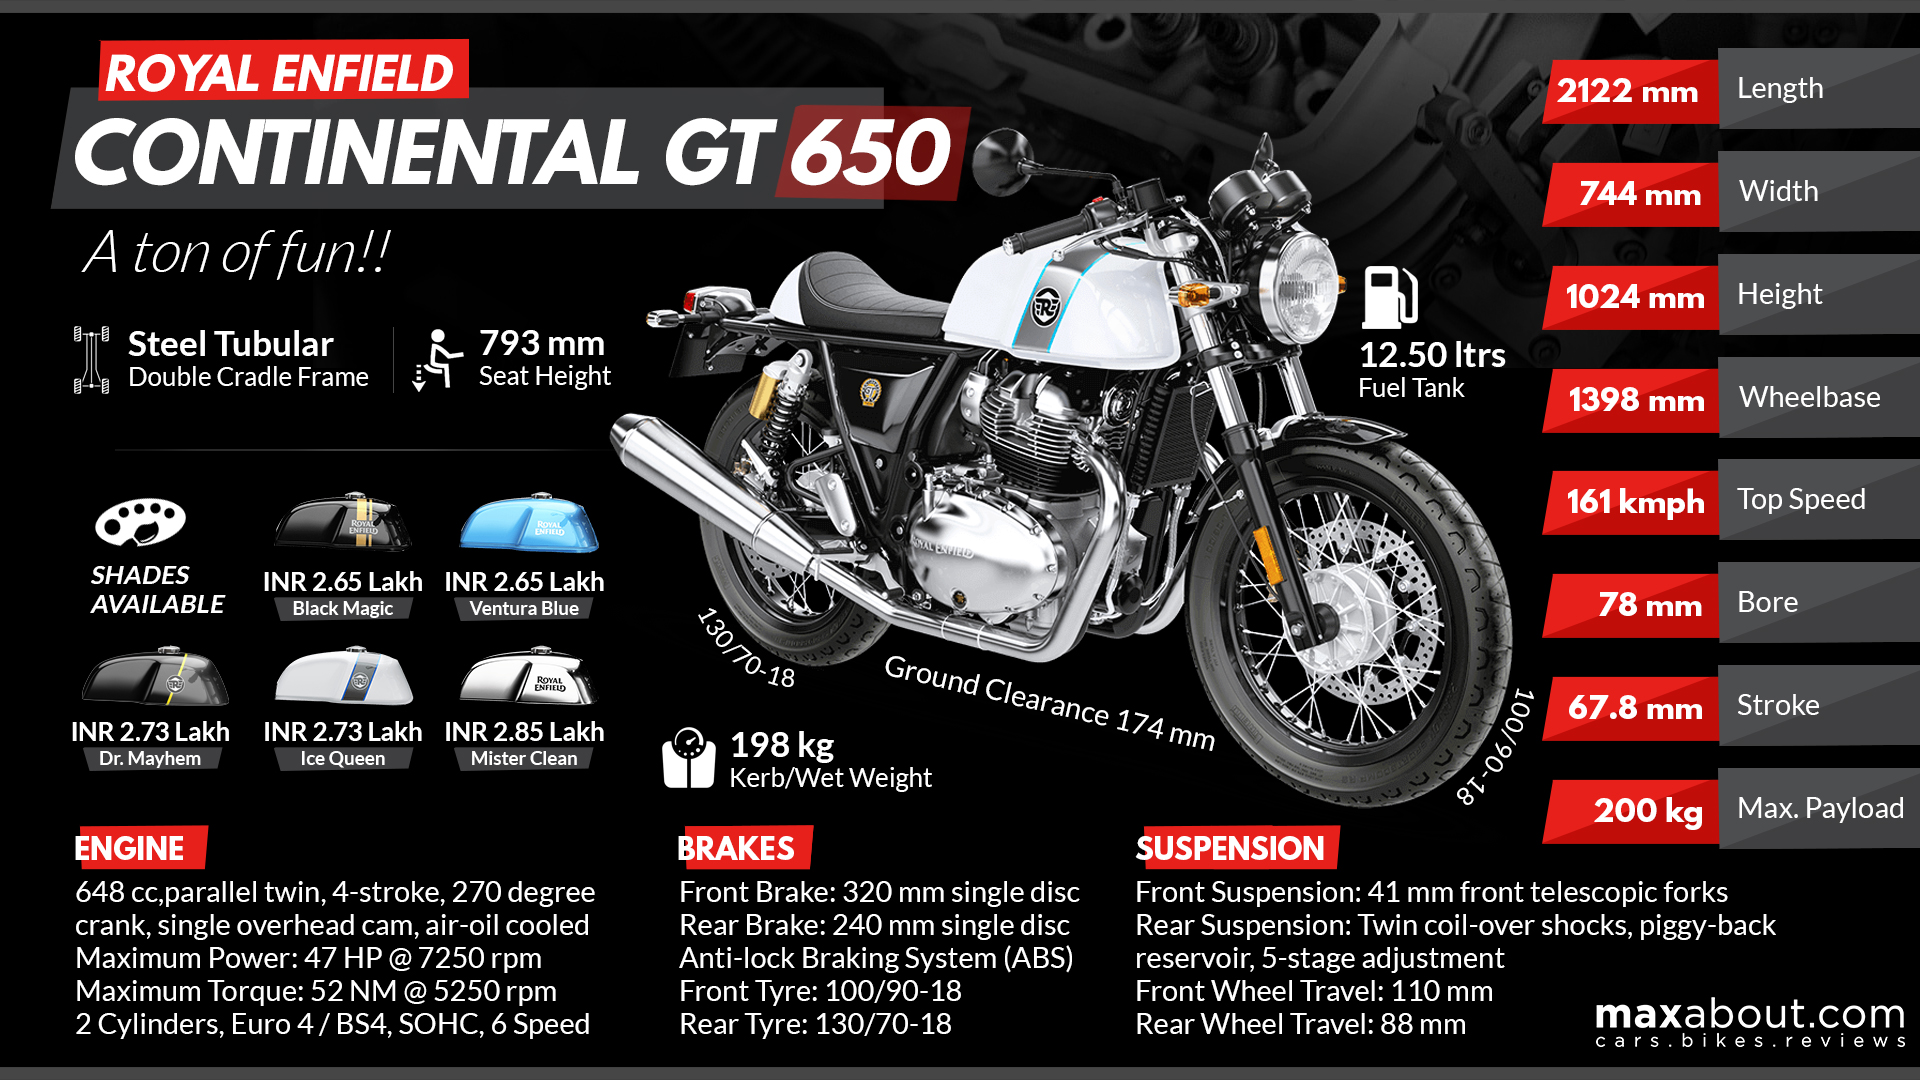 ROYAL ENFIELD
CONTINENTAL GT 650
A ton of fun!!
Steel Tubular
Double Cradle Frame
793 mm
Seat Height
SHADES
AVAILABLE
ROYAL
ENFIELD
INR 2.65 Lakh
Black Magic
ROYAL
ENFIELD
INR 2.65 Lakh
Ventura Blue
INR 2.73 Lakh
Dr. Mayhem
INR 2.73 Lakh
Ice Queen
ROYAL
ENFIELD
INR 2.85 Lakh
Mister Clean
ROYAL ENFIELD
12.50 ltrs
Fuel Tank
130/70-18
Ground Clearance 174 mm
100/90-18
198 kg
Kerb/Wet Weight
2122 mm Length
744 mm Width
1024 mm Height
1398 mm Wheelbase
161 kmph Top Speed
78 mm Bore
67.8 mm Stroke
200 kg Max. Payload
ENGINE
648 cc,parallel twin, 4-stroke, 270 degree
crank, single overhead cam, air-oil cooled
Maximum Power: 47 HP @ 7250 rpm
Maximum Torque: 52 NM @ 5250 rpm
2 Cylinders, Euro 4 / BS4, SOHC, 6 Speed
BRAKES
Front Brake: 320 mm single disc
Rear Brake: 240 mm single disc
Anti-lock Braking System (ABS)
Front Tyre: 100/90-18
Rear Tyre: 130/70-18
SUSPENSION
Front Suspension: 41 mm front telescopic forks
Rear Suspension: Twin coil-over shocks, piggy-back
reservoir, 5-stage adjustment
Front Wheel Travel: 110 mm
Rear Wheel Travel: 88 mm
maxabout.com
cars.bikes.reviews